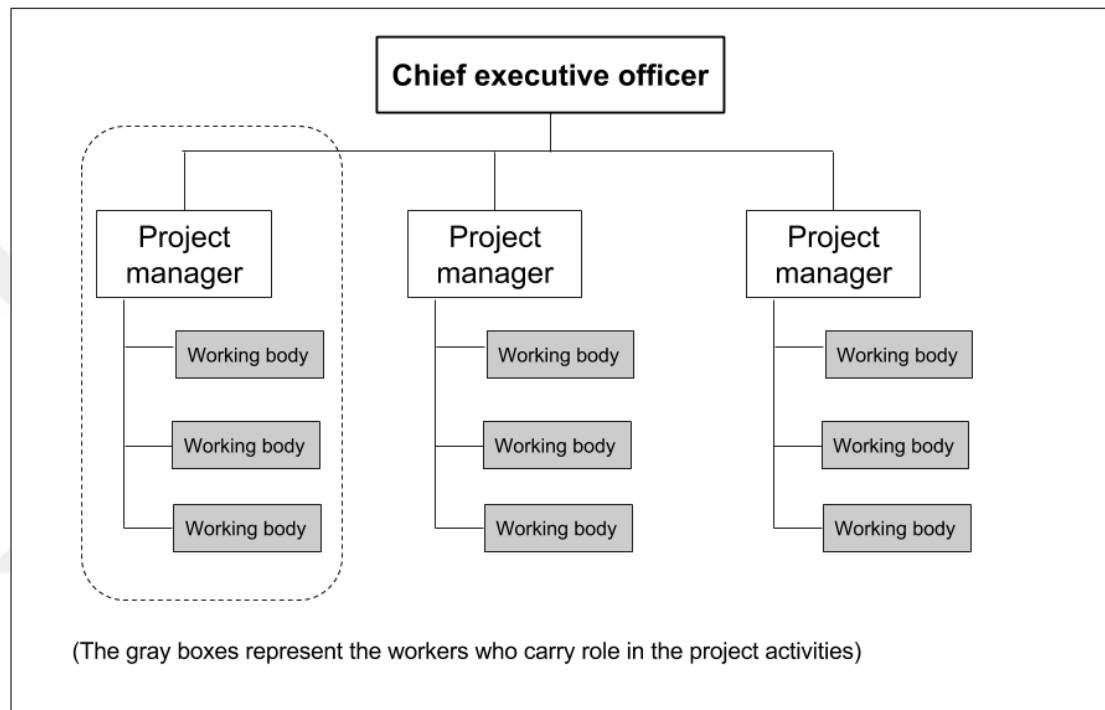 Chief executive officer
Project
manager
Project
manager
Project
manager
Working body
Working body
Working body
Working body
Working body
Working body
Working body
Working body
Working body
(The gray boxes represent the workers who carry role in the project activities)